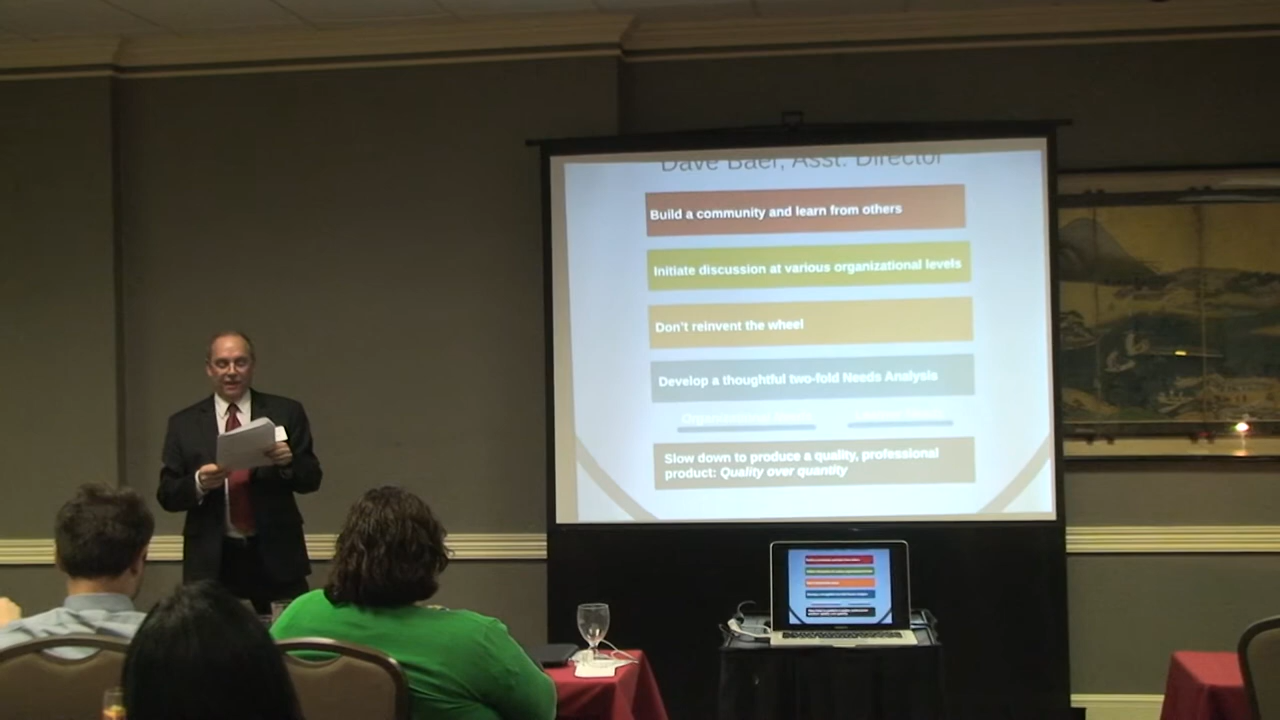 Dave Baer, Asst. Director
Build a community and learn from others
Initiate discussion at various organizational levels
Don't reinvent the wheel
Develop a thoughtful two-fold Needs Analysis
Slow down to produce a quality, professional
product: Quality over quantity